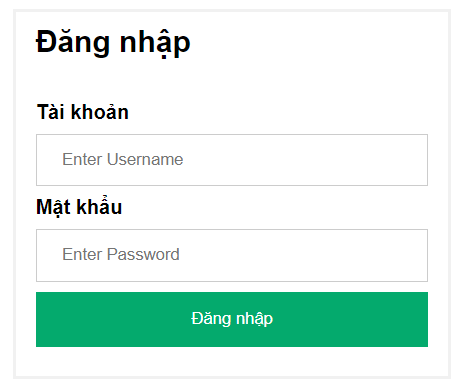 Đăng nhập
Tài khoản
Enter Username
Mật khẩu
Enter Password
Đăng nhập